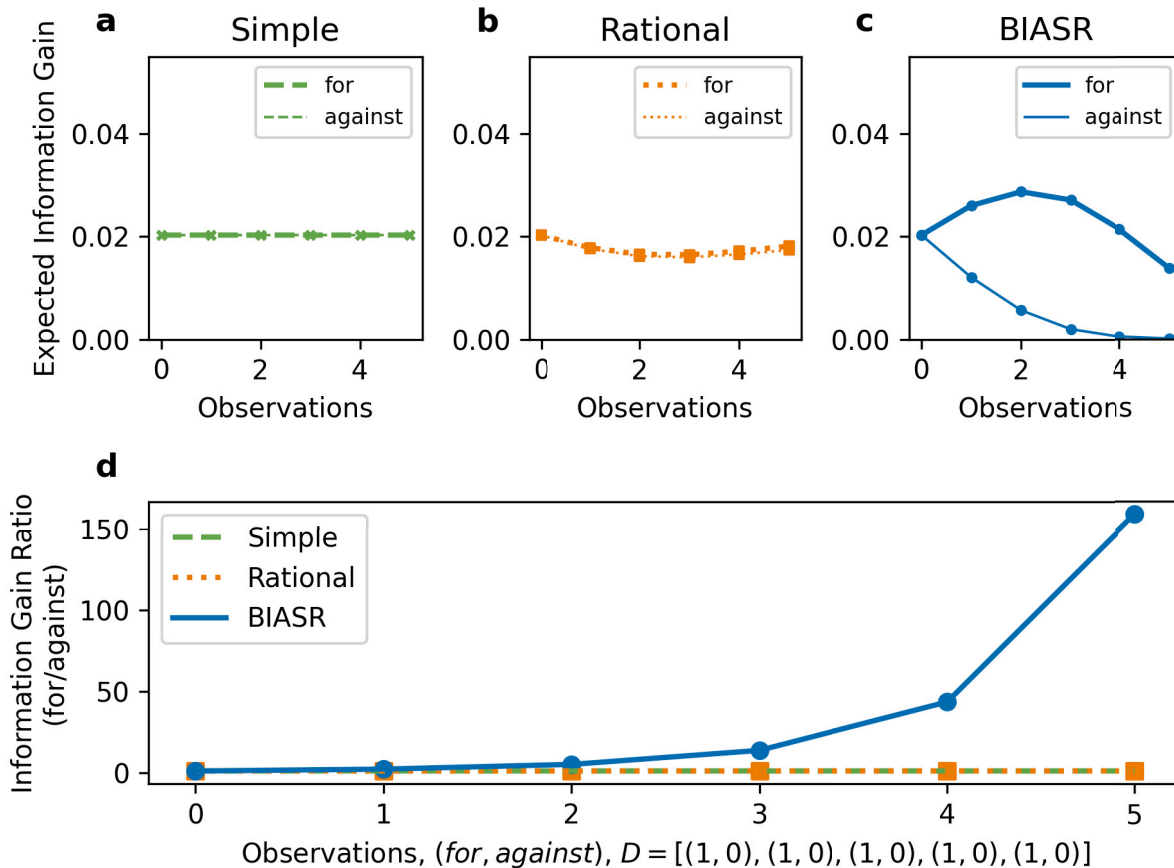 a Simple
b Rational
c BIASR
Expected Information Gain
0.04
0.02
0.00
for
against
0 2 4
Observations
0.04
0.02
0.00
for
against
0 2 4
Observations
0.04
0.02
0.00
for
against
0 2 4
Observations
d
Information Gain Ratio
(for/against)
150
100
50
0
Simple
Rational
BIASR
0 1 2 3 4 5
Observations, (for, against), D = [(1, 0), (1, 0), (1, 0), (1, 0), (1, 0)]